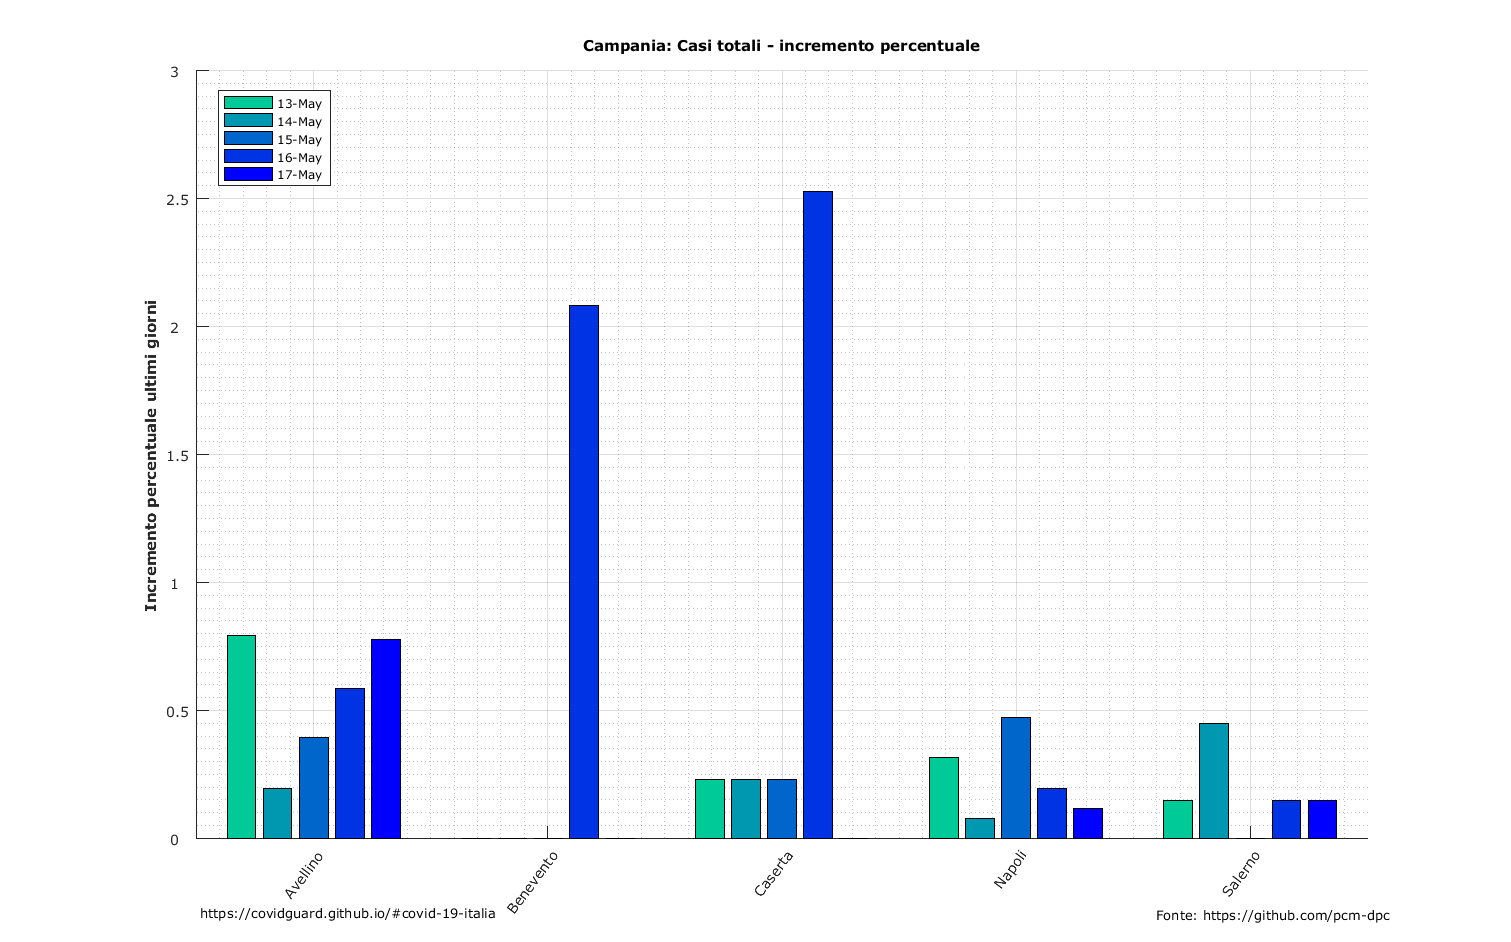 Campania: Casi totali - incremento percentuale
3
2.5
2
1.5
1
0.5
0
Incremento percentuale ultimi giorni
13-May
14-May
15-May
16-May
17-May
Avellino
Benevento
Caserta
Napoli
Salerno
https://covidguard.github.io/#covid-19-italia
Fonte: https://github.com/pcm-dpc